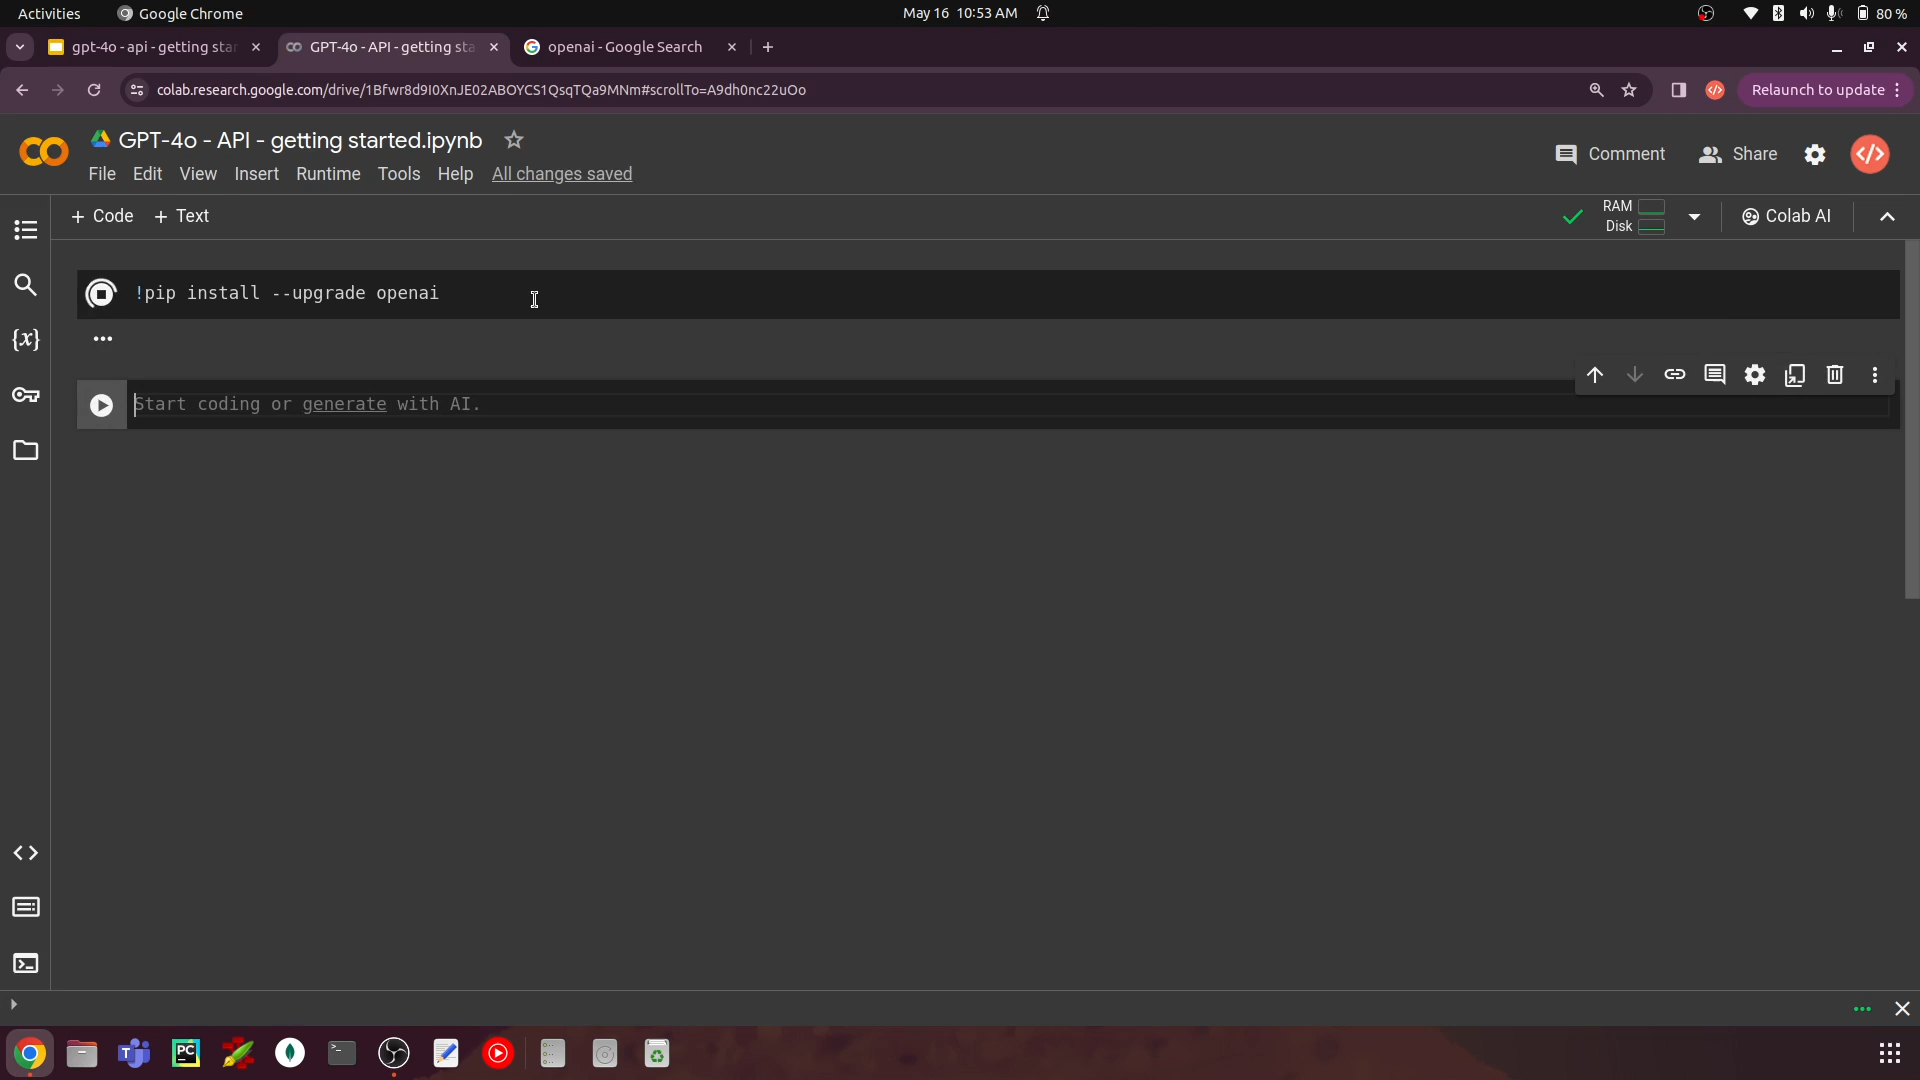 Activities Google Chrome May 16 10:53 AM 80 %
gpt-4o - api - getting star GPT-4o - API - getting sta openai - Google Search
colab.research.google.com/drive/1Bfwr8d9I0XnJE02ABOYCS1QsqTQa9MNm#scrollTo=A9dh0nc22uOo Relaunch to update
GPT-4o - API - getting started.ipynb
Comment Share
File Edit View Insert Runtime Tools Help All changes saved
+ Code + Text RAM Disk Colab AI
!pip install --upgrade openai
Start coding or generate with AI.